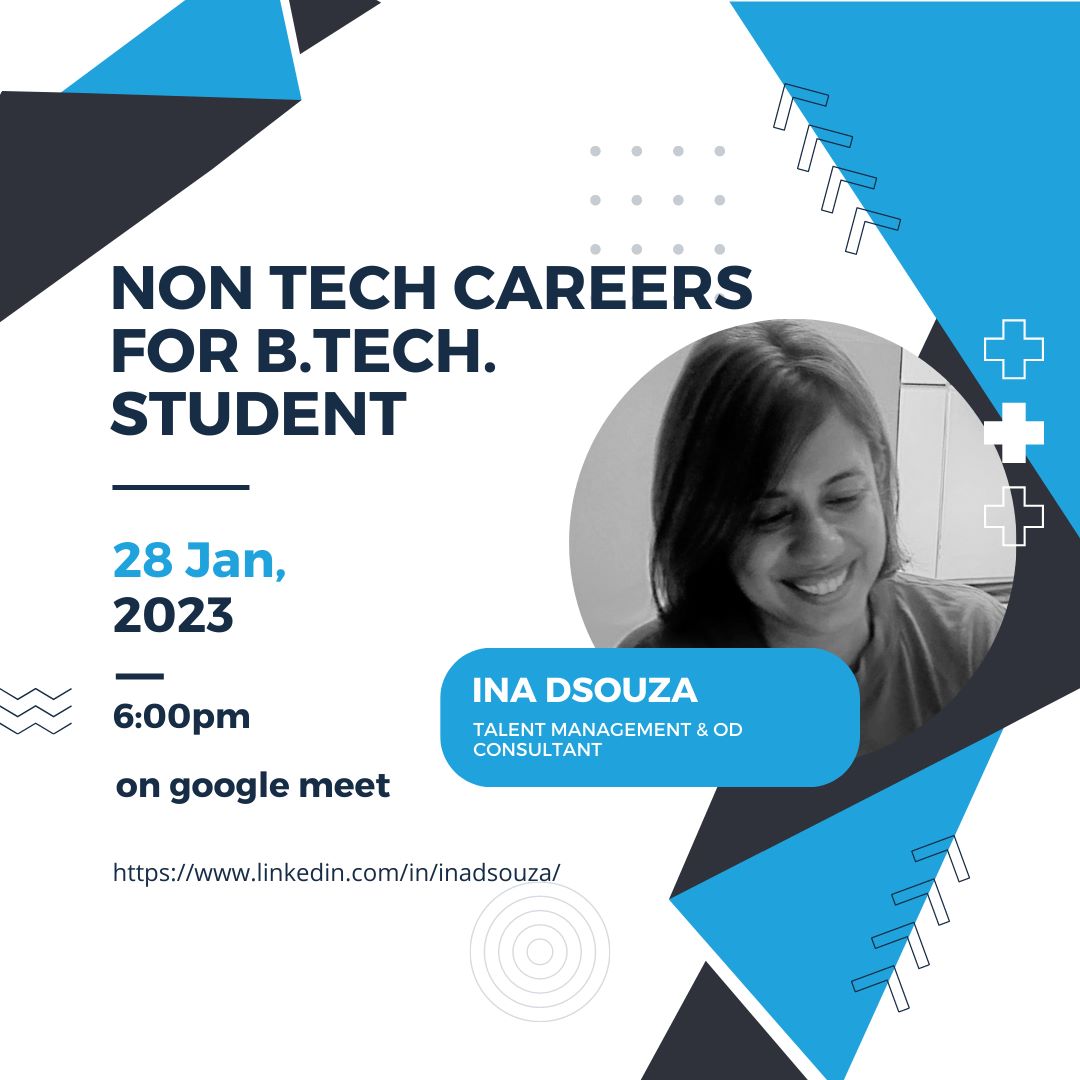 NON TECH CAREERS
FOR B.TECH.
STUDENT
28 Jan,
2023
6:00pm
on google meet
INA DSOUZA
TALENT MANAGEMENT & OD
CONSULTANT
https://www.linkedin.com/in/inadsouza/